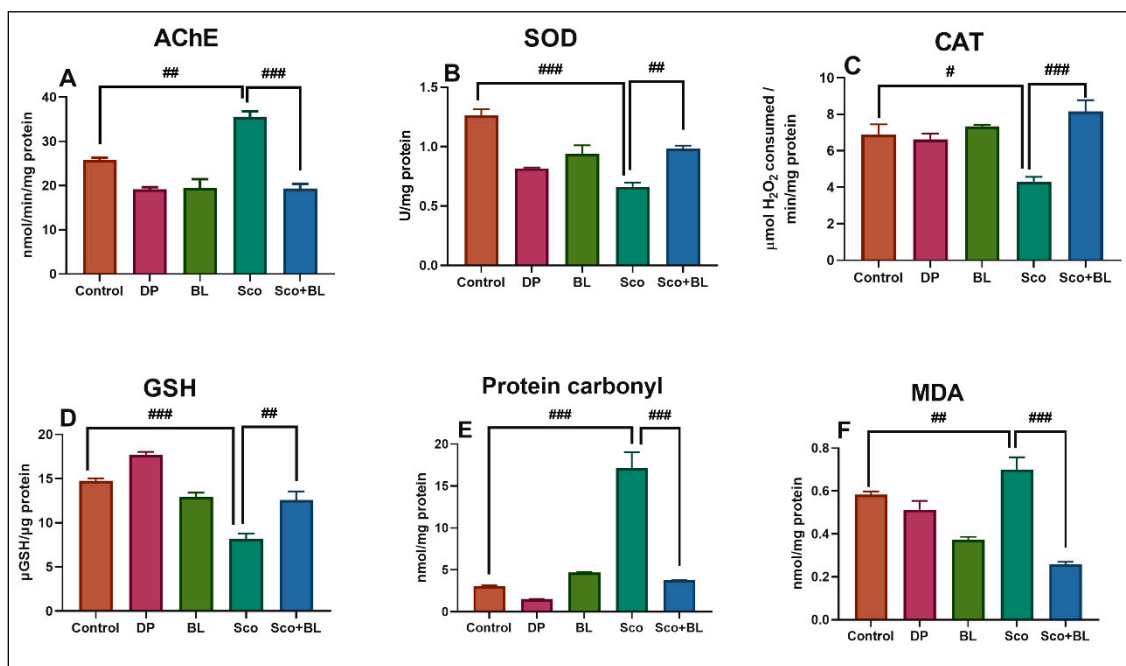 AChE
A
##
###
nmol/min/mg protein
40
30
20
10
0
Control DP BL Sco Sco+BL
SOD
B
###
##
U/mg protein
1.5
1.0
0.5
0.0
Control DP BL Sco Sco+BL
CAT
C
#
###
μmol H₂O₂ consumed /
min/mg protein
8
6
4
2
0
Control DP BL Sco Sco+BL
GSH
D
###
##
μGSH/μg protein
20
15
10
5
0
Control DP BL Sco Sco+BL
Protein carbonyl
E
###
###
nmol/mg protein
20
15
10
5
0
Control DP BL Sco Sco+BL
MDA
F
##
###
nmol/mg protein
0.8
0.6
0.4
0.2
0.0
Control DP BL Sco Sco+BL